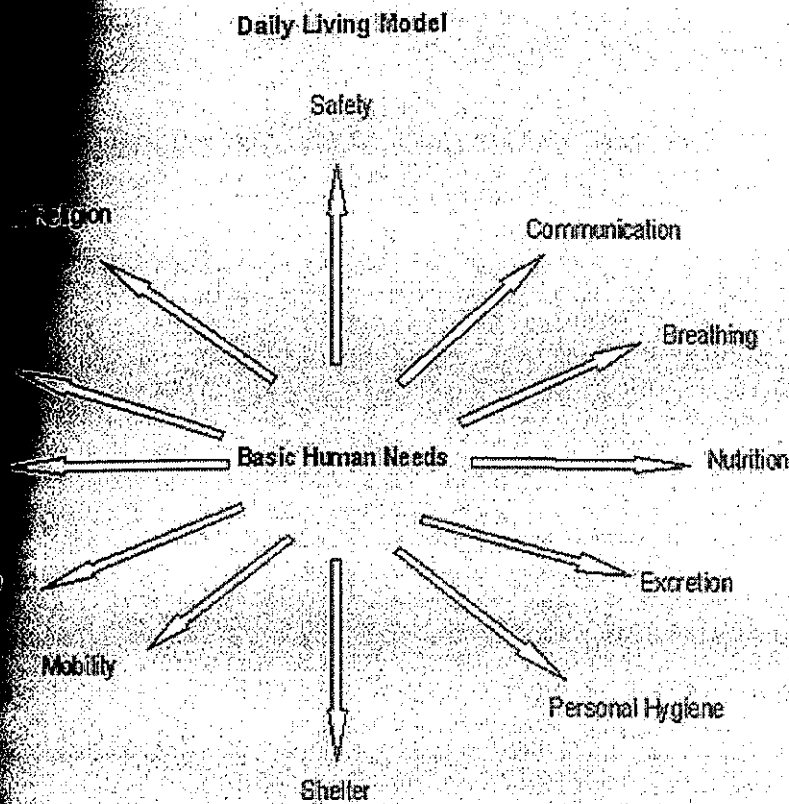 Daily Living Model
Safety
Religion
Communication
Breathing
Basic Human Needs
Nutrition
Excretion
Mobility
Personal Hygiene
Shelter